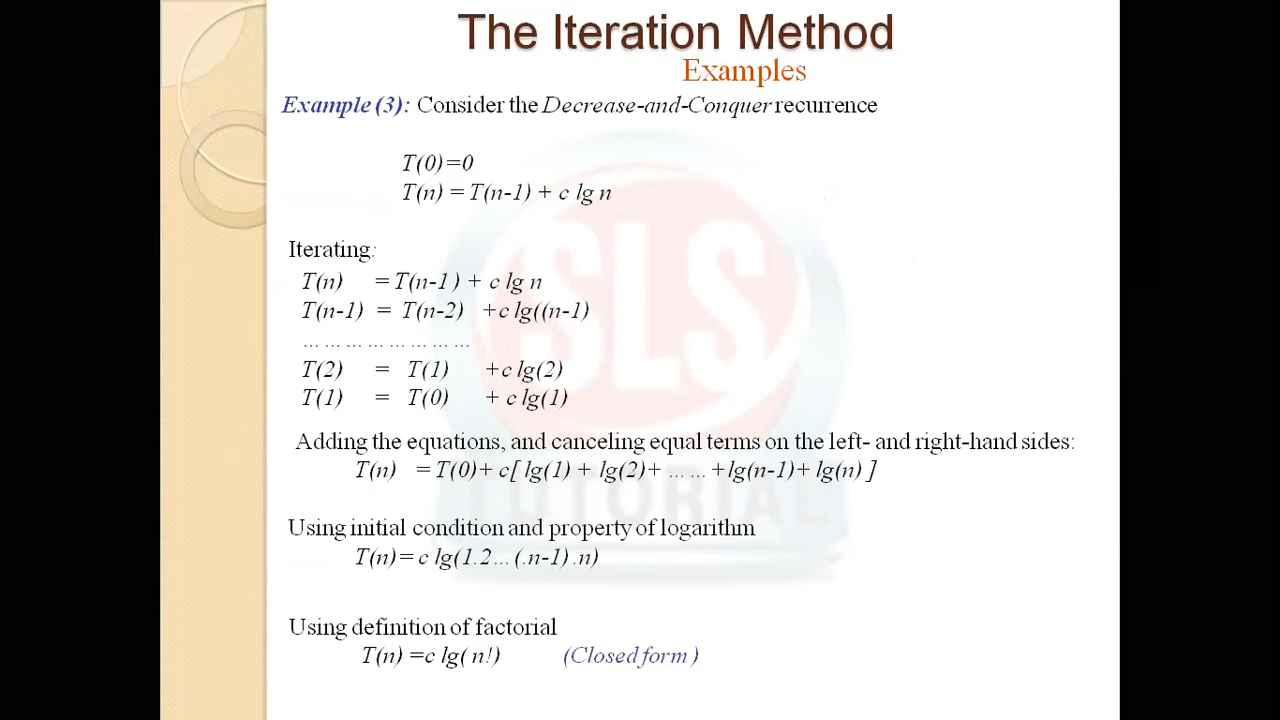 The Iteration Method
Examples
Example (3): Consider the Decrease-and-Conquer recurrence
T(0)=0
T(n) = T(n-1) + c lg n
Iterating:
T(n) = T(n-1 ) + c lg n
T(n-1) = T(n-2) +c lg((n-1)
... ... ... ... ... ... ... ...
T(2) = T(1) +c lg(2)
T(1) = T(0) + c lg(1)
Adding the equations, and canceling equal terms on the left- and right-hand sides:
T(n) = T(0)+ c[ lg(1) + lg(2)+ ... ... +lg(n-1)+ lg(n) ]
Using initial condition and property of logarithm
T(n)= c lg(1.2... (.n-1) .n)
Using definition of factorial
T(n) =c lg( n!) (Closed form )
SLS
TUTORIAL